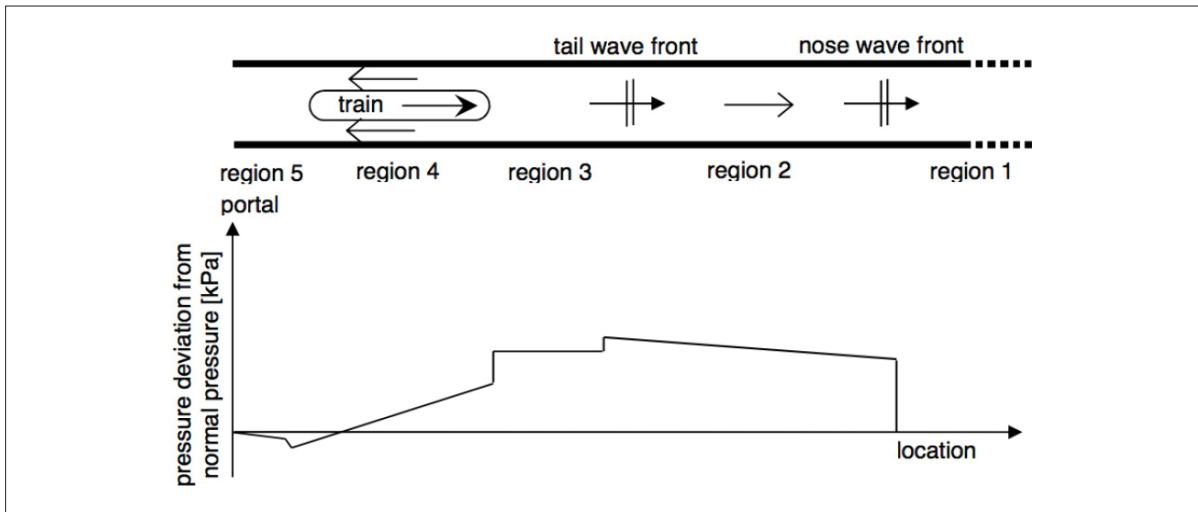 tail wave front nose wave front
train
region 5 region 4 region 3 region 2 region 1
portal
pressure deviation from
normal pressure [kPa]
location